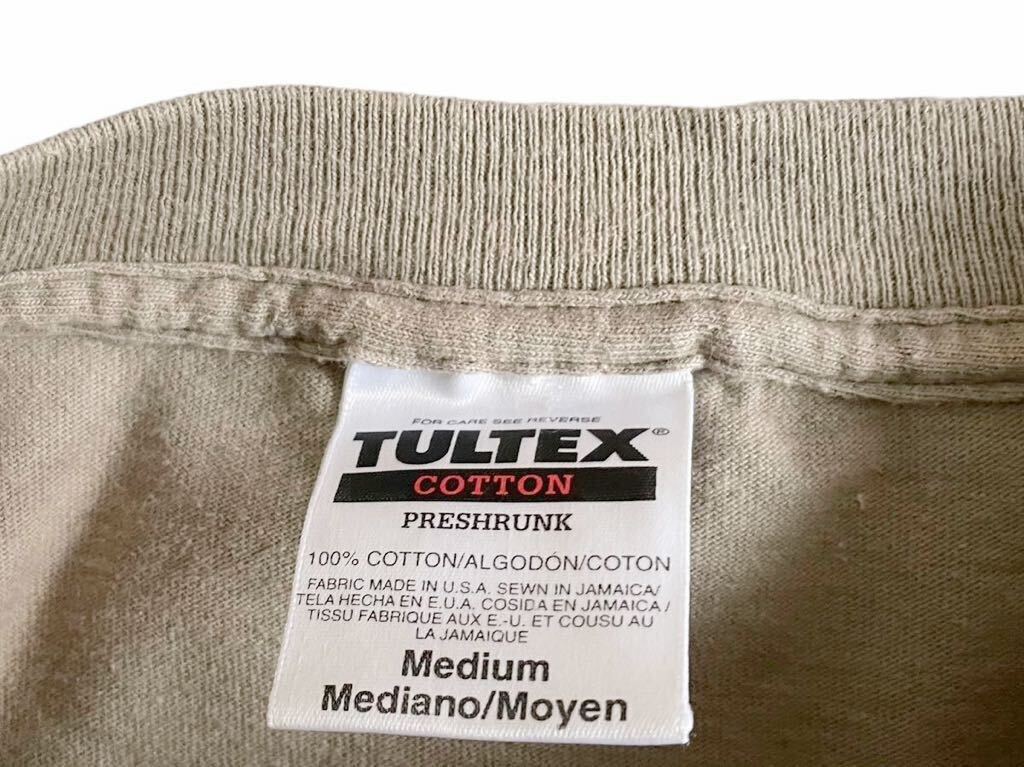 FOR CARE SEE REVERSE
TULTEX®
COTTON
PRESHRUNK
100% COTTON/ALGODÓN/COTON
FABRIC MADE IN U.S.A. SEWN IN JAMAICA/
TELA HECHA EN E.U.A. COSIDA EN JAMAICA/
TISSU FABRIQUE AUX E.-U. ET COUSU AU
LA JAMAIQUE
Medium
Mediano/Moyen